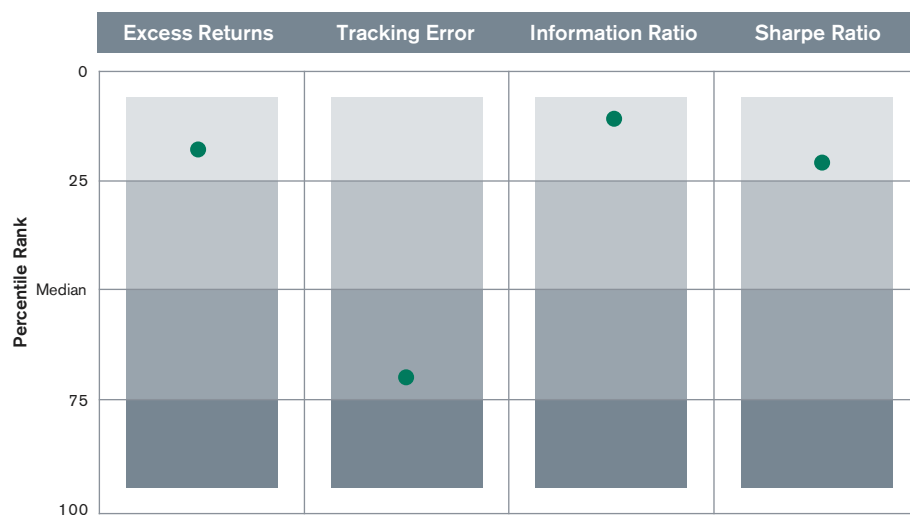 Excess Returns
Tracking Error
Information Ratio
Sharpe Ratio
Percentile Rank
0
25
Median
75
100